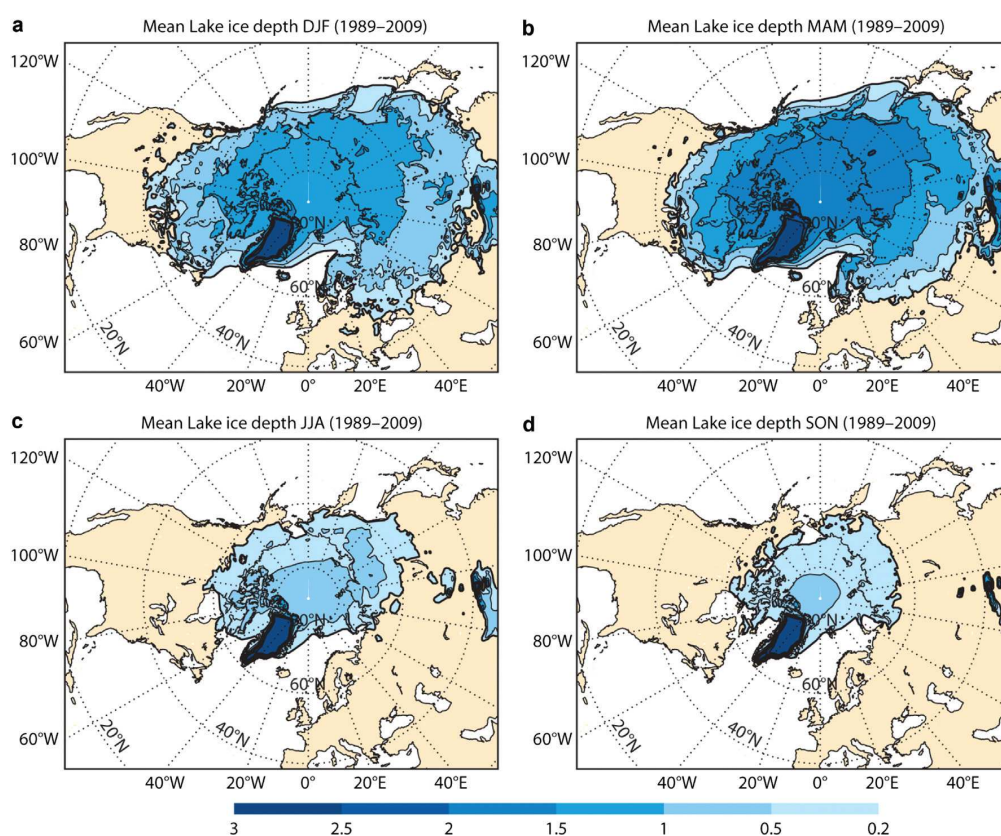 a Mean Lake ice depth DJF (1989–2009)
120°W
100°W
80°W
60°W
20°N
40°N
60°N
80°N
40°W 20°W 0° 20°E 40°E
b Mean Lake ice depth MAM (1989–2009)
120°W
100°W
80°W
60°W
20°N
40°N
60°N
80°N
40°W 20°W 0° 20°E 40°E
c Mean Lake ice depth JJA (1989–2009)
120°W
100°W
80°W
60°W
20°N
40°N
60°N
80°N
40°W 20°W 0° 20°E 40°E
d Mean Lake ice depth SON (1989–2009)
120°W
100°W
80°W
60°W
20°N
40°N
60°N
80°N
40°W 20°W 0° 20°E 40°E
3 2.5 2 1.5 1 0.5 0.2